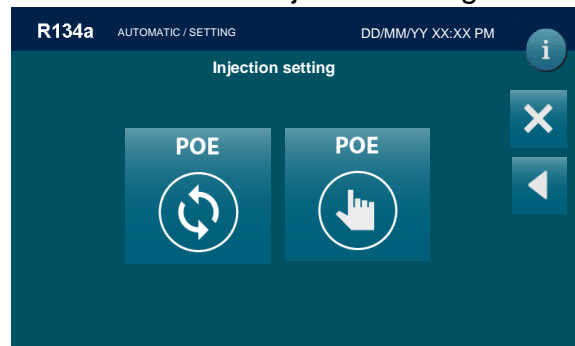 R134a AUTOMATIC / SETTING DD/MM/YY XX:XX PM
i
Injection setting
POE POE